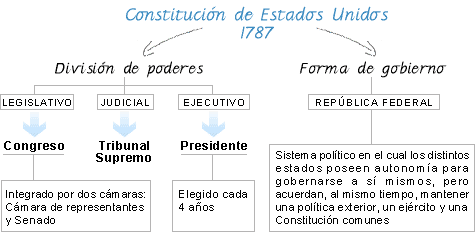 Constitución de Estados Unidos
1787
División de poderes
Forma de gobierno
LEGISLATIVO
JUDICIAL
EJECUTIVO
REPÚBLICA FEDERAL
Congreso
Tribunal
Supremo
Presidente
Integrado por dos cámaras:
Cámara de representantes
y Senado
Elegido cada
4 años
Sistema político en el cual los distintos
estados poseen autonomía para
gobernarse a sí mismos, pero
acuerdan, al mismo tiempo, mantener
una política exterior, un ejército y una
Constitución comunes